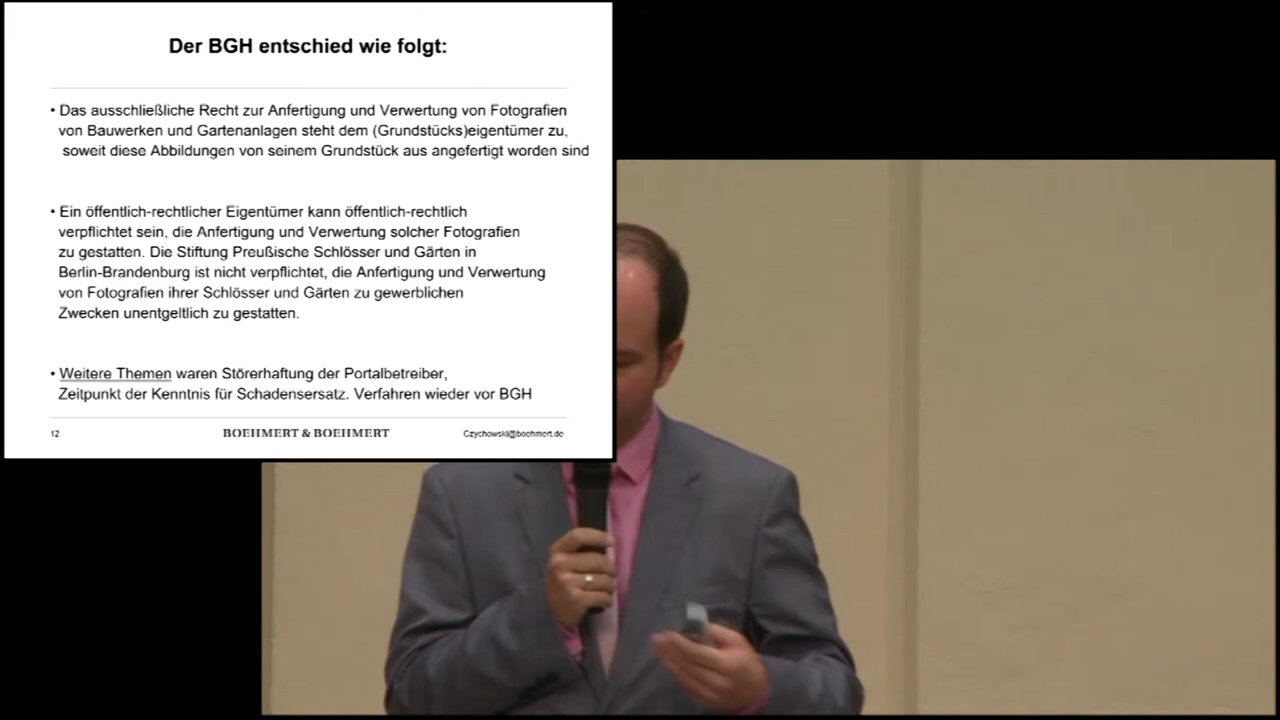 Der BGH entschied wie folgt:
• Das ausschließliche Recht zur Anfertigung und Verwertung von Fotografien
von Bauwerken und Gartenanlagen steht dem (Grundstücks)eigentümer zu,
soweit diese Abbildungen von seinem Grundstück aus angefertigt worden sind
• Ein öffentlich-rechtlicher Eigentümer kann öffentlich-rechtlich
verpflichtet sein, die Anfertigung und Verwertung solcher Fotografien
zu gestatten. Die Stiftung Preußische Schlösser und Gärten in
Berlin-Brandenburg ist nicht verpflichtet, die Anfertigung und Verwertung
von Fotografien ihrer Schlösser und Gärten zu gewerblichen
Zwecken unentgeltlich zu gestatten.
• Weitere Themen waren Störerhaftung der Portalbetreiber,
Zeitpunkt der Kenntnis für Schadensersatz. Verfahren wieder vor BGH
12 BOEHMERT & BOEHMERT Czychowski@boehmert.de